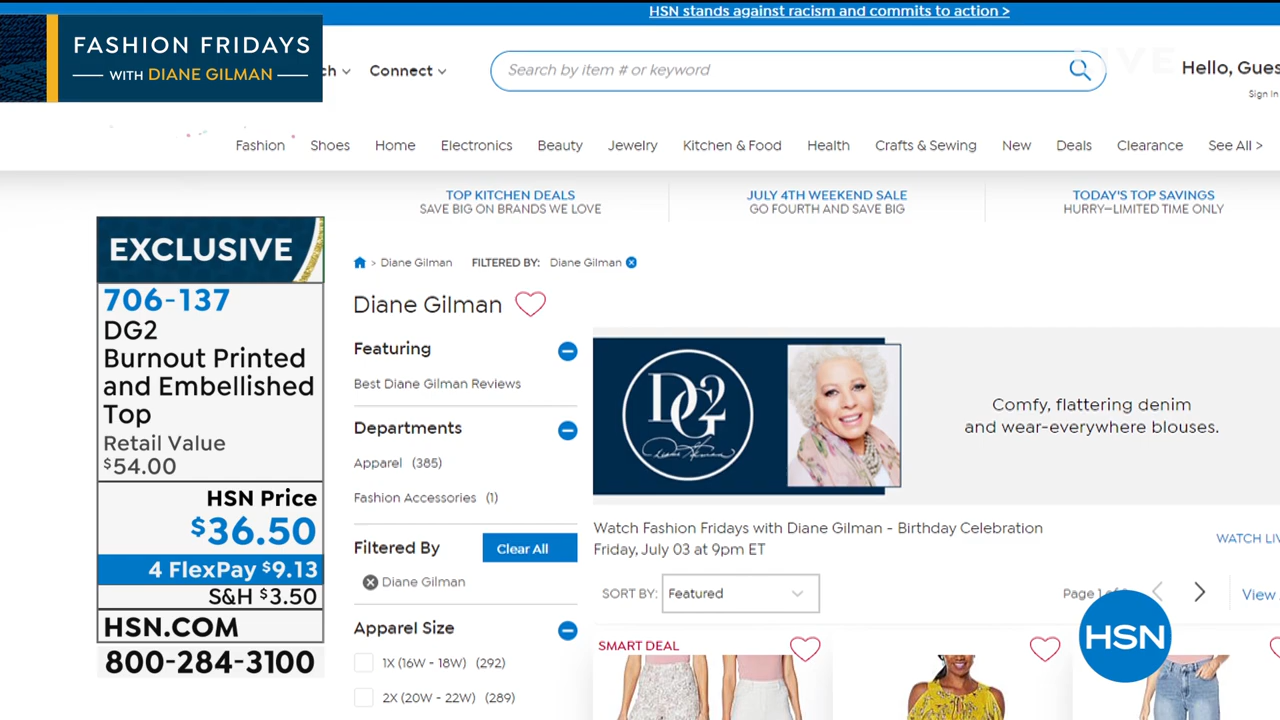 HSN stands against racism and commits to action >
FASHION FRIDAYS
WITH DIANE GILMAN
ch
Connect
Search by item # or keyword
LIVE
Hello, Gues
Sign In
Fashion
Shoes
Home
Electronics
Beauty
Jewelry
Kitchen & Food
Health
Crafts & Sewing
New
Deals
Clearance
See All >
TOP KITCHEN DEALS
SAVE BIG ON BRANDS WE LOVE
JULY 4TH WEEKEND SALE
GO FOURTH AND SAVE BIG
TODAY'S TOP SAVINGS
HURRY—LIMITED TIME ONLY
EXCLUSIVE
706-137
DG2
Burnout Printed
and Embellished
Top
Retail Value
$54.00
HSN Price
$36.50
4 FlexPay $9.13
S&H $3.50
HSN.COM
800-284-3100
> Diane Gilman
FILTERED BY: Diane Gilman
Diane Gilman
Featuring
Best Diane Gilman Reviews
Departments
Apparel (385)
Fashion Accessories (1)
Filtered By
Clear All
Diane Gilman
Apparel Size
1X (16W - 18W) (292)
2X (20W - 22W) (289)
DG2
Diane Gilman
Comfy, flattering denim
and wear-everywhere blouses.
Watch Fashion Fridays with Diane Gilman - Birthday Celebration
Friday, July 03 at 9pm ET
WATCH LIV
SORT BY:
Featured
Page 1
View
SMART DEAL
HSN